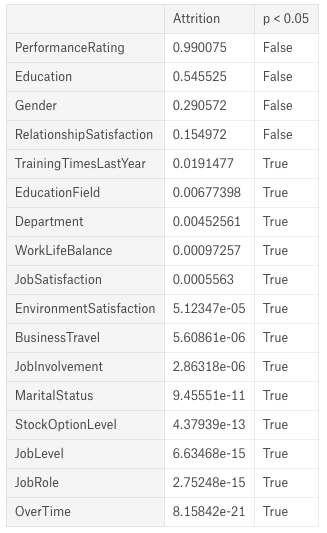 Attrition p < 0.05
PerformanceRating 0.990075 False
Education 0.545525 False
Gender 0.290572 False
RelationshipSatisfaction 0.154972 False
TrainingTimesLastYear 0.0191477 True
EducationField 0.00677398 True
Department 0.00452561 True
WorkLifeBalance 0.00097257 True
JobSatisfaction 0.0005563 True
EnvironmentSatisfaction 5.12347e-05 True
BusinessTravel 5.60861e-06 True
JobInvolvement 2.86318e-06 True
MaritalStatus 9.45551e-11 True
StockOptionLevel 4.37939e-13 True
JobLevel 6.63468e-15 True
JobRole 2.75248e-15 True
OverTime 8.15842e-21 True